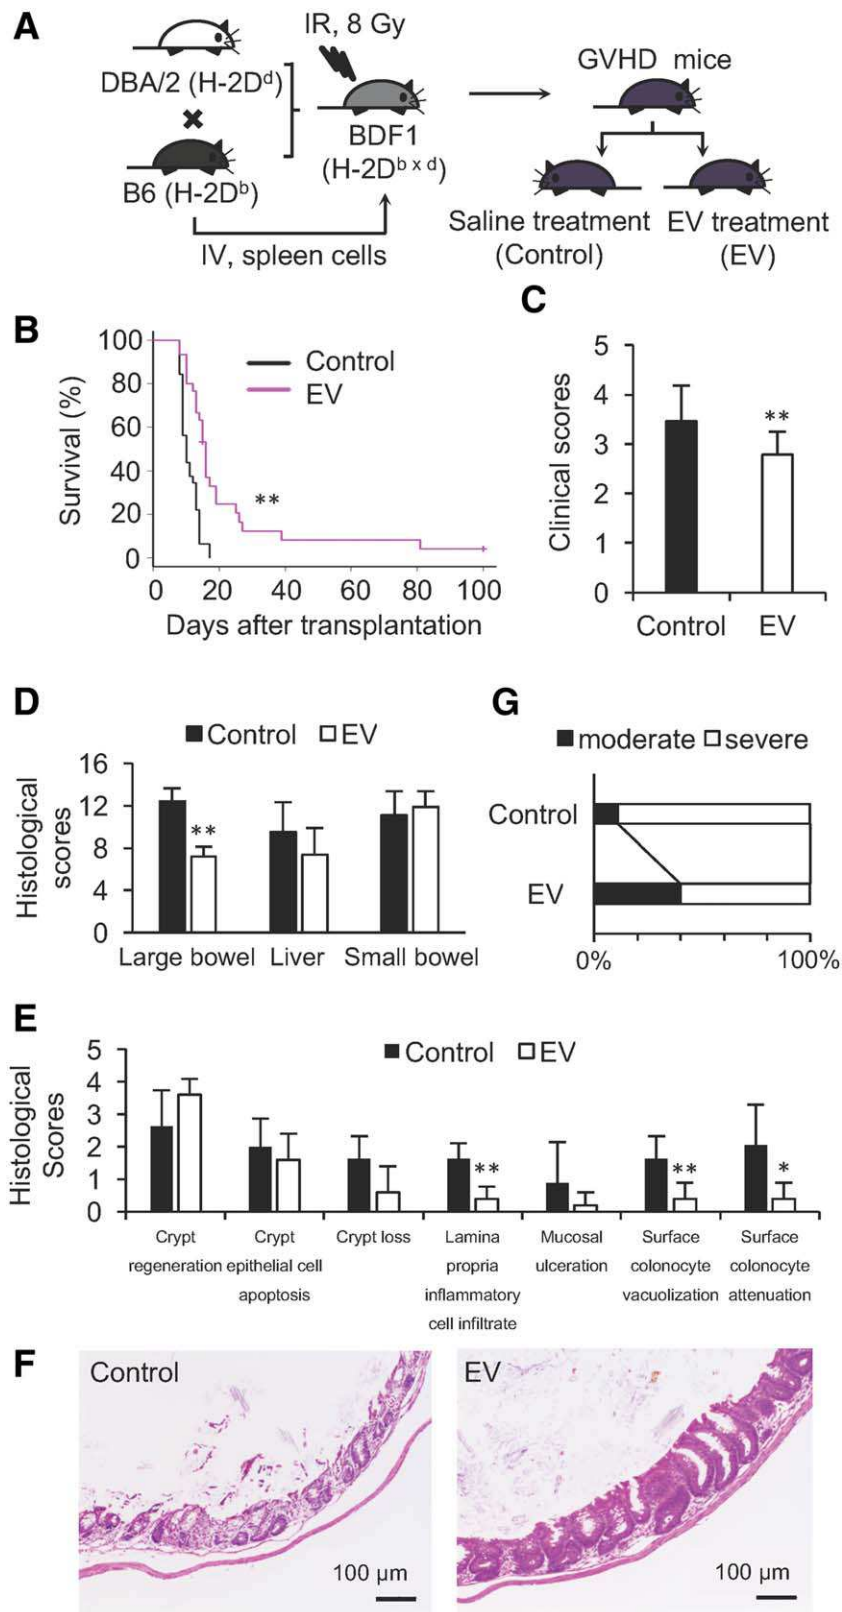 A
IR, 8 Gy
DBA/2 (H-2Dᵈ)
✖
B6 (H-2Dᵇ)
BDF1
(H-2Dᵇ ˣ ᵈ)
IV, spleen cells
GVHD mice
Saline treatment
(Control)
EV treatment
(EV)
B
Survival (%)
100
80
60
40
20
0
Control
EV
**
0 20 40 60 80 100
Days after transplantation
C
Clinical scores
5
4
3
2
1
0
**
Control EV
D
Control EV
Histological
scores
16
12
8
4
0
**
Large bowel Liver Small bowel
G
moderate severe
Control
EV
0% 100%
E
Control EV
Histological
Scores
5
4
3
2
1
0
** ** *
Crypt
regeneration
Crypt
epithelial cell
apoptosis
Crypt loss
Lamina
propria
inflammatory
cell infiltrate
Mucosal
ulceration
Surface
colonocyte
vacuolization
Surface
colonocyte
attenuation
F
Control
100 μm
EV
100 μm